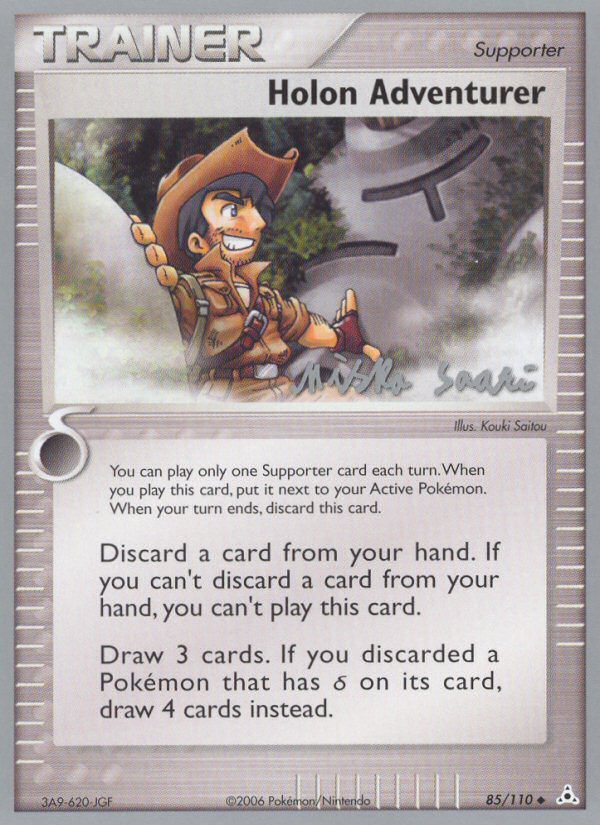 TRAINER
Supporter
Holon Adventurer
Miska Saari
Illus. Kouki Saitou
δ
You can play only one Supporter card each turn. When
you play this card, put it next to your Active Pokémon.
When your turn ends, discard this card.
Discard a card from your hand. If
you can't discard a card from your
hand, you can't play this card.
Draw 3 cards. If you discarded a
Pokémon that has δ on its card,
draw 4 cards instead.
3A9-620-JGF
©2006 Pokémon/Nintendo
85/110